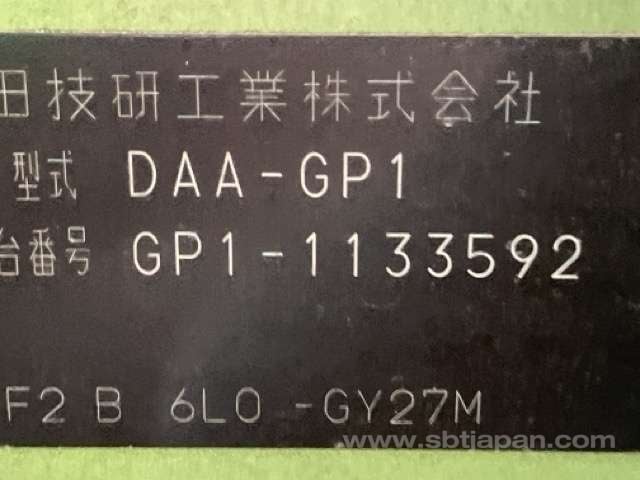 田技研工業株式会社
型式 DAA-GP1
台番号 GP1-1133592
F2B 6L0 -GY27M
www.sbtjapan.com